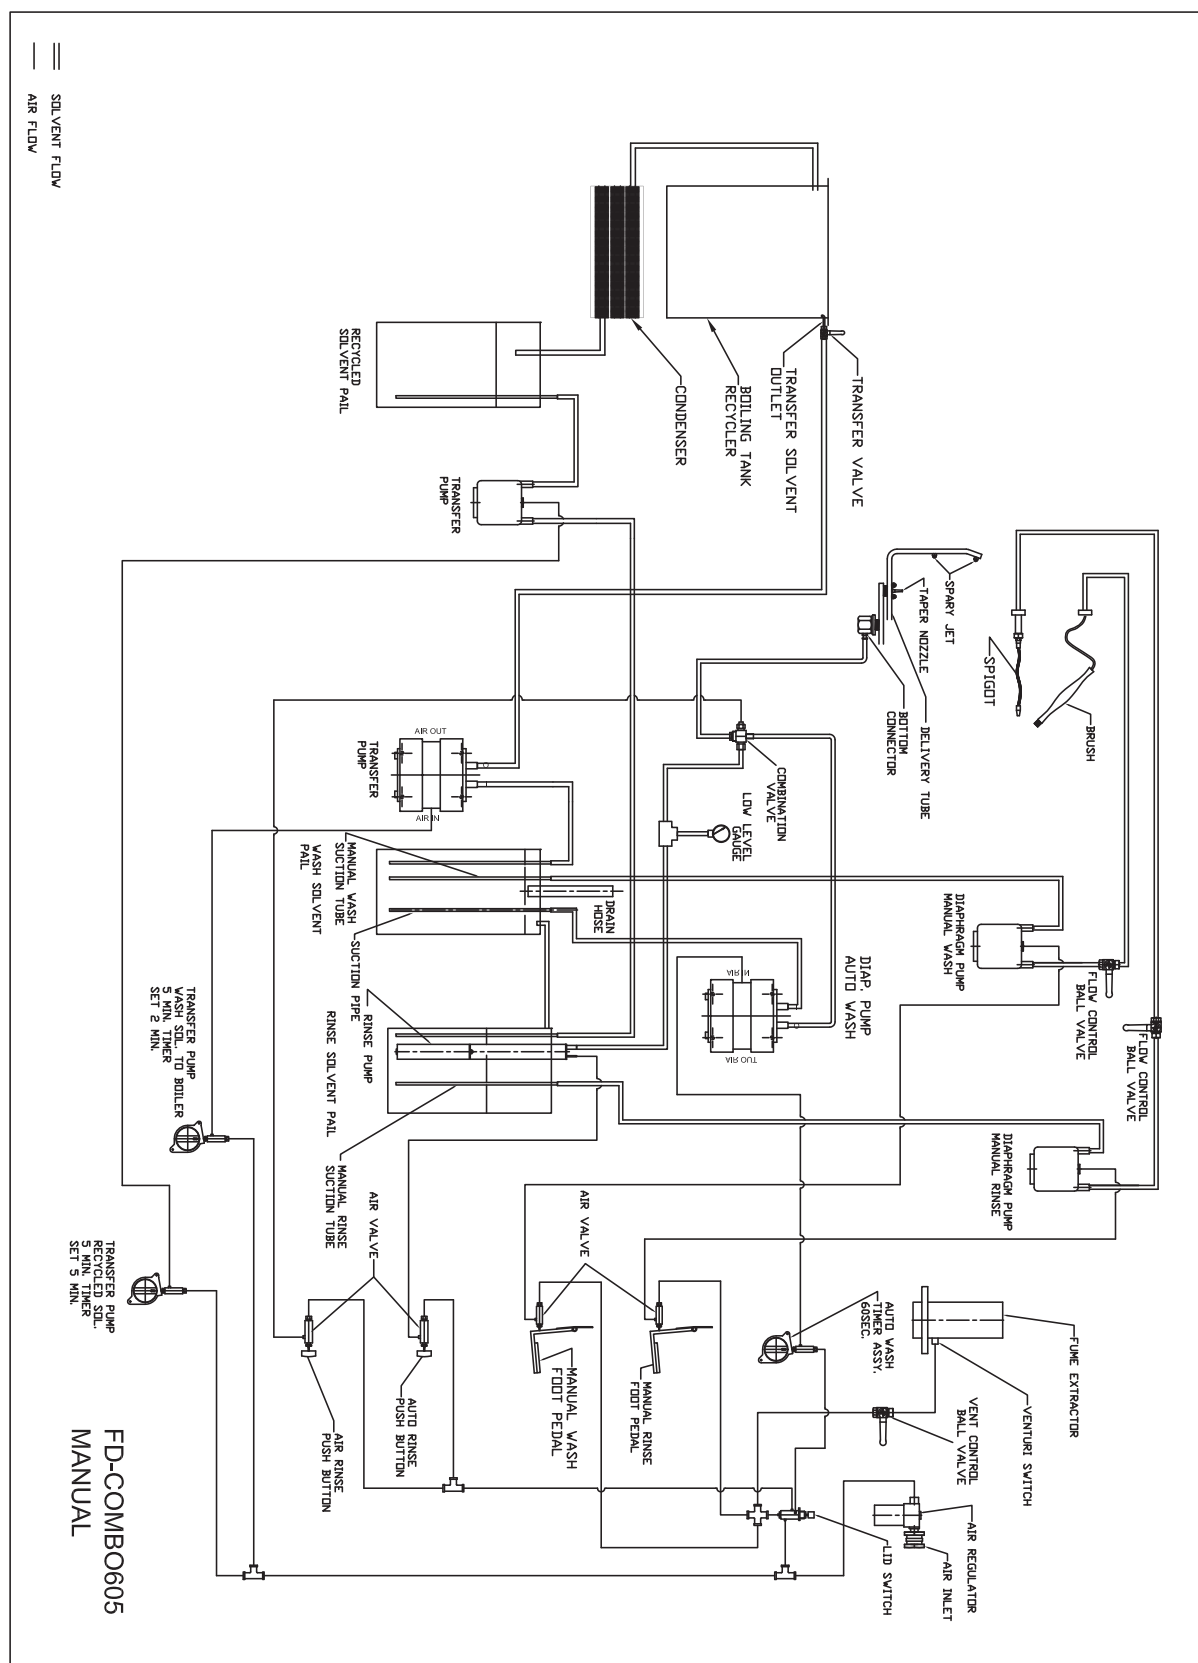 SOLVENT FLOW
AIR FLOW
TRANSFER VALVE
TRANSFER SOLVENT
OUTLET
BOILING TANK
RECYCLER
CONDENSER
RECYCLED
SOLVENT PAIL
TRANSFER
PUMP
SPARY JET
TAPER NOZZLE
DELIVERY TUBE
BOTTOM
CONNECTOR
SPIGOT
BRUSH
COMBINATION
VALVE
LOW LEVEL
GAUGE
AIR OUT
AIR IN
TRANSFER
PUMP
MANUAL WASH
SUCTION TUBE
WASH SOLVENT
PAIL
DRAIN
HOSE
SUCTION PIPE
DIAP. PUMP
AUTO WASH
AIR IN
AIR OUT
DIAPHRAGM PUMP
MANUAL WASH
FLOW CONTROL
BALL VALVE
FLOW CONTROL
BALL VALVE
RINSE PUMP
RINSE SOLVENT PAIL
MANUAL RINSE
SUCTION TUBE
DIAPHRAGM PUMP
MANUAL RINSE
TRANSFER PUMP
WASH SOL. TO BOILER
5 MIN. TIMER
SET 2 MIN.
TRANSFER PUMP
RECYCLED SOL.
5 MIN. TIMER
SET 5 MIN.
AIR VALVE
AIR VALVE
AUTO RINSE
PUSH BUTTON
AIR RINSE
PUSH BUTTON
MANUAL WASH
FOOT PEDAL
MANUAL RINSE
FOOT PEDAL
AUTO WASH
TIMER ASSY.
60SEC.
FUME EXTRACTOR
VENTURI SWITCH
VENT CONTROL
BALL VALVE
AIR REGULATOR
AIR INLET
LID SWITCH
FD-COMBO605
MANUAL